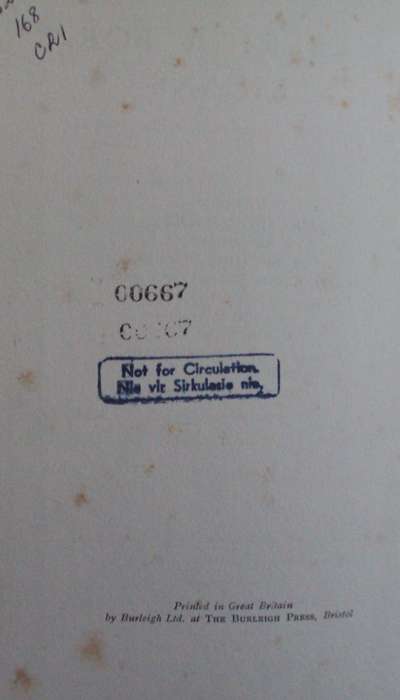 168
CRI
00667
Not for Circulation.
Nie vir Sirkulasie nie.
Printed in Great Britain
by Burleigh Ltd. at THE BURLEIGH PRESS, Bristol